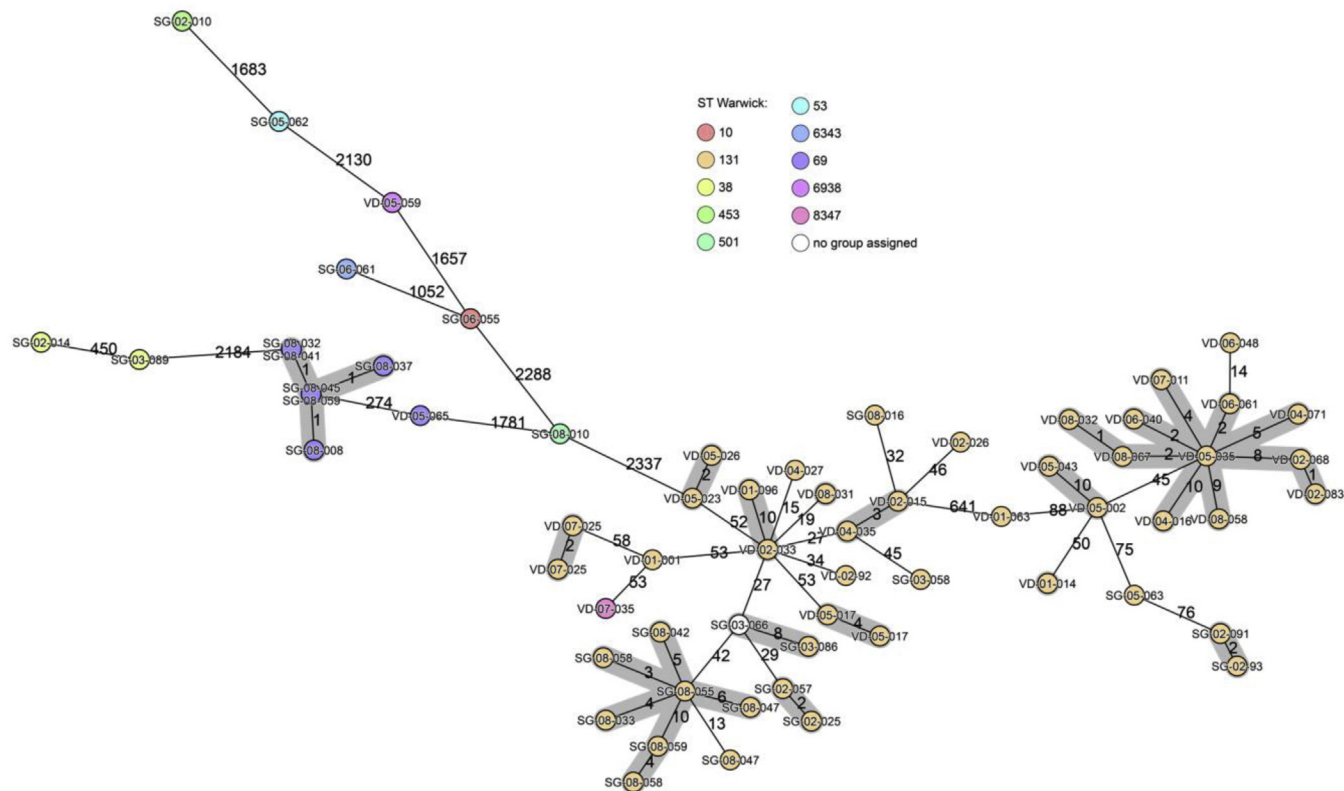 SG-02-010
1683
SG-05-062
2130
VD-05-059
1657
SG-06-061
1052
SG-06-055
2288
SG-02-014
450
SG-03-089
2184
SG-08-032
SG-08-041
1
SG-08-045
SG-08-059
1
SG-08-037
1
SG-08-008
274
VD-05-065
1781
SG-08-010
2337
ST Warwick:
10
131
38
453
501
53
6343
69
6938
8347
no group assigned
VD-05-026
2
VD-05-023
52
VD-01-096
10
VD-04-027
15
VD-08-031
19
VD-02-033
27
VD-04-035
3
VD-02-015
32
SG-08-016
46
VD-02-026
641
VD-01-063
88
VD-05-002
10
VD-05-043
50
VD-01-014
75
SG-05-063
76
SG-02-091
2
SG-02-93
45
VD-05-035
VD-06-048
14
VD-06-061
2
VD-07-011
4
VD-06-040
2
VD-08-032
1
VD-08-067
2
VD-04-071
5
VD-02-068
8
1
VD-02-083
VD-04-016
10
VD-08-058
9
45
SG-03-058
34
VD-02-92
53
VD-05-017
4
VD-05-017
53
VD-01-001
58
VD-07-025
2
VD-07-025
53
VD-07-035
27
SG-03-066
8
SG-03-086
29
SG-02-057
2
SG-02-025
42
SG-08-055
SG-08-042
5
SG-08-058
3
SG-08-033
4
6
SG-08-047
13
SG-08-047
10
SG-08-059
4
SG-08-058